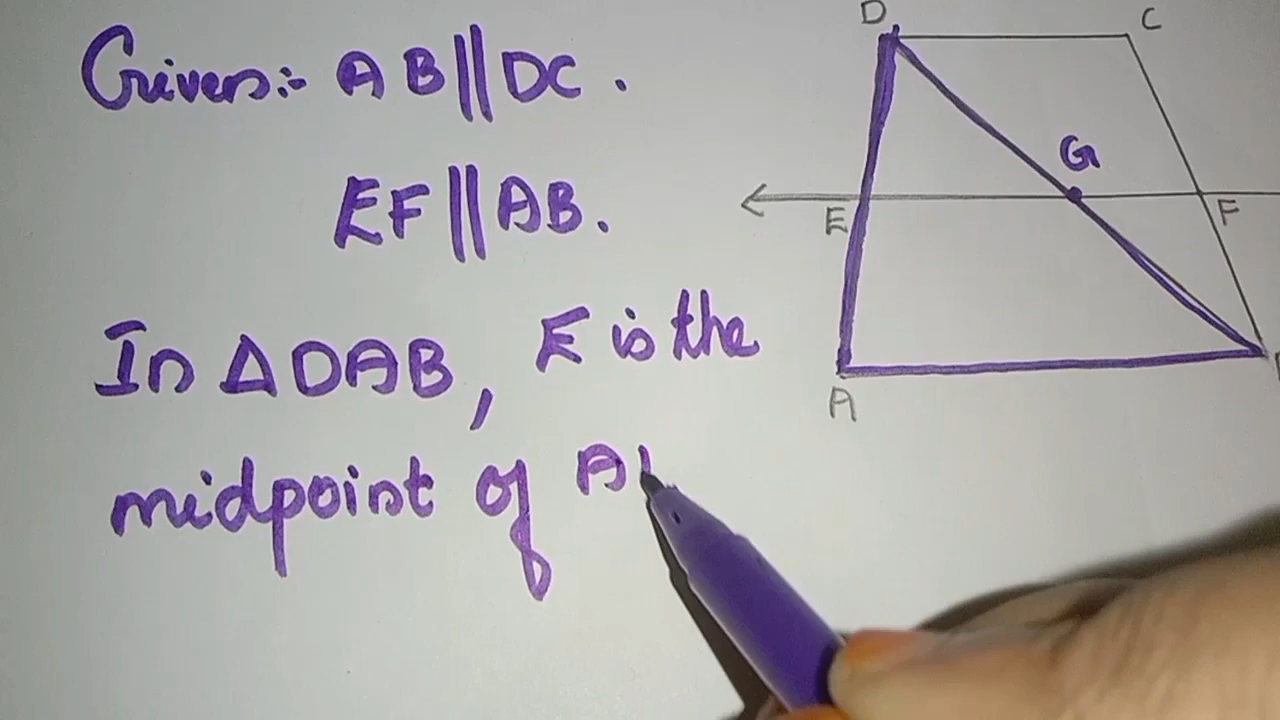 Given:- AB||DC.
EF||AB.
In ΔDAB, E is the
midpoint of A
D
C
G
E
F
A